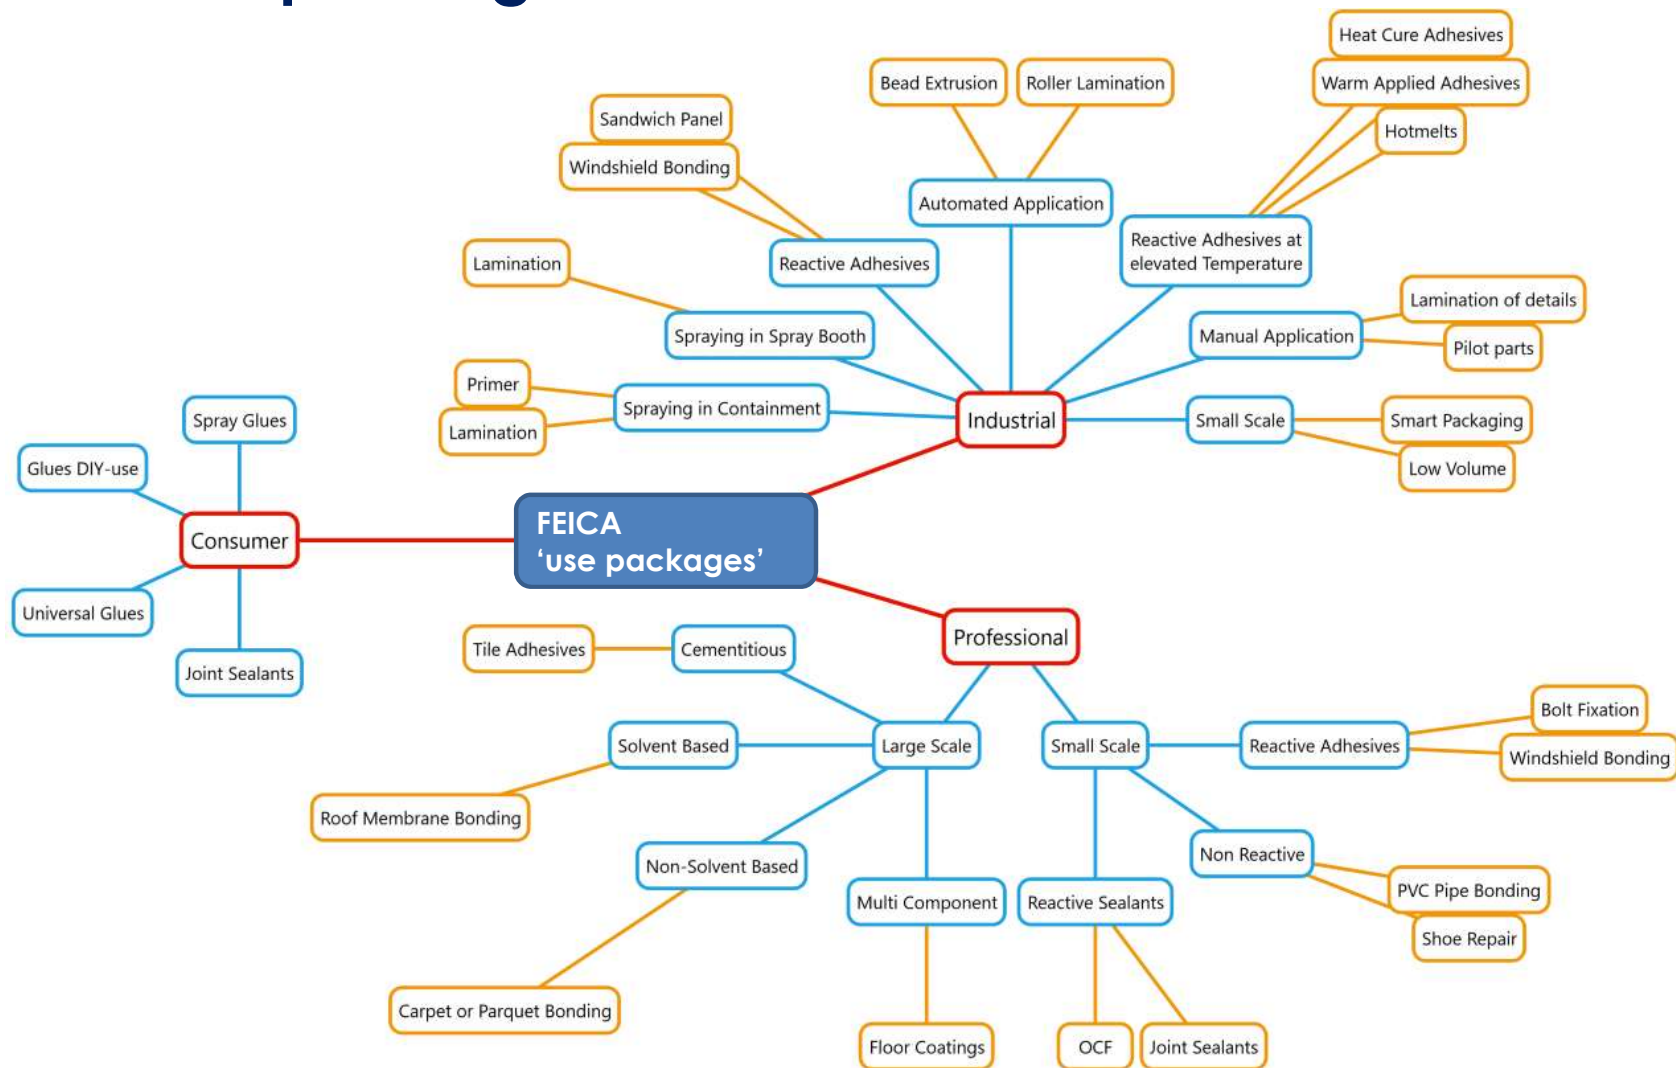 Heat Cure Adhesives
Bead Extrusion
Roller Lamination
Warm Applied Adhesives
Sandwich Panel
Hotmelts
Windshield Bonding
Automated Application
Reactive Adhesives at
elevated Temperature
Lamination
Reactive Adhesives
Lamination of details
Spraying in Spray Booth
Manual Application
Pilot parts
Primer
Spraying in Containment
Industrial
Small Scale
Smart Packaging
Lamination
Low Volume
Spray Glues
Glues DIY-use
FEICA
‘use packages’
Consumer
Universal Glues
Joint Sealants
Professional
Tile Adhesives
Cementitious
Bolt Fixation
Solvent Based
Large Scale
Small Scale
Reactive Adhesives
Windshield Bonding
Roof Membrane Bonding
Non-Solvent Based
Non Reactive
Multi Component
Reactive Sealants
PVC Pipe Bonding
Shoe Repair
Carpet or Parquet Bonding
Floor Coatings
OCF
Joint Sealants